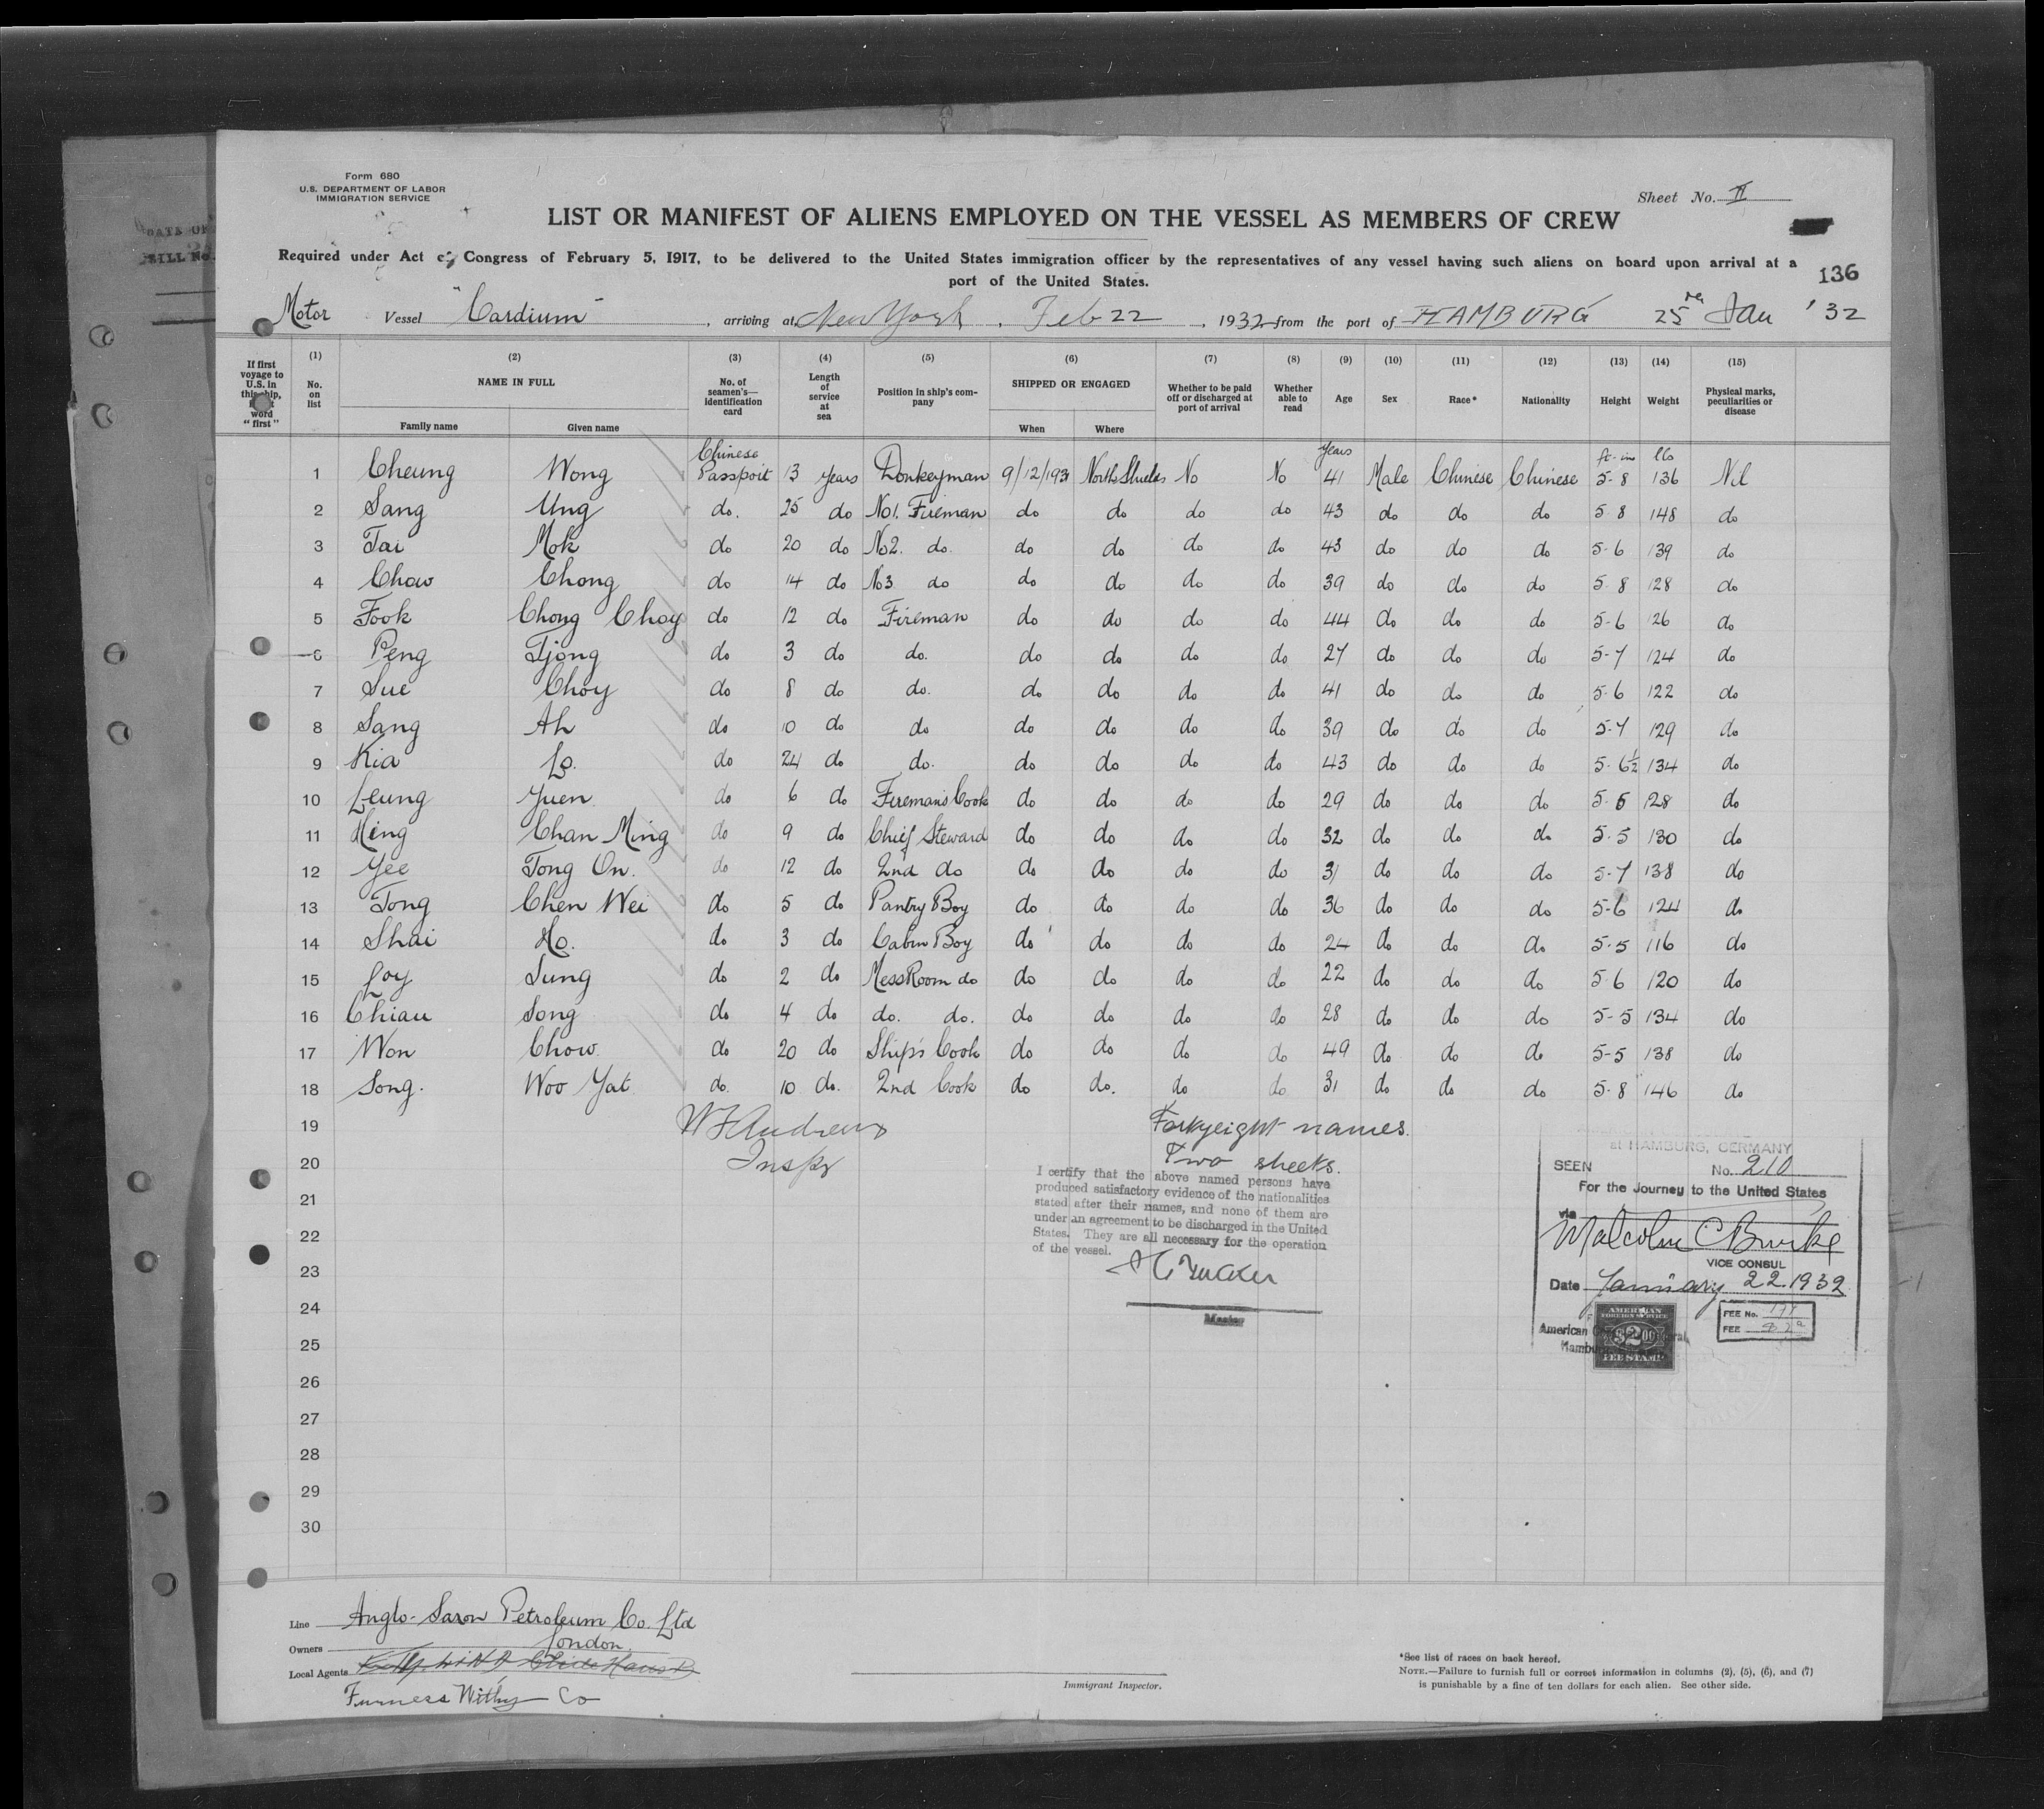 Form 680
U.S. DEPARTMENT OF LABOR
IMMIGRATION SERVICE
Sheet No. II
LIST OR MANIFEST OF ALIENS EMPLOYED ON THE VESSEL AS MEMBERS OF CREW
Required under Act of Congress of February 5, 1917, to be delivered to the United States immigration officer by the representatives of any vessel having such aliens on board upon arrival at a
port of the United States.
136
Motor Vessel "Cardium", arriving at New York, Feb 22, 1932 from the port of HAMBURG 25 Jan '32
If first voyage to U.S. in this ship, word "first"
(1) No. on list
(2) NAME IN FULL Family name Given name
(3) No. of seamen's identification card
(4) Length of service at sea
(5) Position in ship's company
(6) SHIPPED OR ENGAGED When Where
(7) Whether to be paid off or discharged at port of arrival
(8) Whether able to read
(9) Age
(10) Sex
(11) Race*
(12) Nationality
(13) Height
(14) Weight
(15) Physical marks, peculiarities or disease
Chinese years ft - in lbs
1 Cheung Wong Passport 13 years Donkeyman 9/12/1931 North Shields No No 41 Male Chinese Chinese 5-8 136 Nil
2 Sang Ung do. 25 do No1. Fireman do do do do 43 do do do 5 8 148 do
3 Tai Mok do 20 do No2. do. do do do do 43 do do do 5-6 139 do
4 Chow Chong do 14 do No3 do do do do do 39 do do do 5-8 128 do
5 Fook Chong Choy do 12 do Fireman do do do do 44 do do do 5-6 126 do
6 Peng Tjong do 3 do do. do do do do 27 do do do 5-7 124 do
7 Sue Choy do 8 do do. do do do do 41 do do do 5-6 122 do
8 Sang Ah do 10 do do do do do do 39 do do do 5-7 129 do
9 Kia Lo. do 24 do do. do do do do 43 do do do 5-6½ 134 do
10 Leung Yuen do 6 do Fireman's Cook do do do do 29 do do do 5-6 128 do
11 Hing Chan Ming do 9 do Chief Steward do do do do 32 do do do 5-5 130 do
12 Yee Tong On. do 12 do 2nd do do do do do 31 do do do 5-7 138 do
13 Tong Chen Wei do 5 do Pantry Boy do do do do 36 do do do 5-6 124 do
14 Shai Ho. do 3 do Cabin Boy do do do do 24 do do do 5-5 116 do
15 Loy Sung do 2 do Mess Room do do do do do 22 do do do 5 6 120 do
16 Chiau Song do 4 do do. do. do do do do 28 do do do 5-5 134 do
17 Won Chow do 20 do Ship's Cook do do do do 49 do do do 5-5 138 do
18 Song. Woo Yat do. 10 do. 2nd Cook do do. do do 31 do do do 5-8 146 do
19 W F Andrews Forty eight names.
20 Inspr Two sheets.
21
22
23
24
25
26
27
28
29
30
I certify that the above named persons have
produced satisfactory evidence of the nationalities
stated after their names, and none of them are
under an agreement to be discharged in the United
States. They are all necessary for the operation
of the vessel.
Tucker
Master
at HAMBURG, GERMANY
SEEN No. 210
For the Journey to the United States
via
Malcolm C Burke
VICE CONSUL
Date January 22. 1932
AMERICAN
FOREIGN SERVICE
$2.00
FEE STAMP
FEE No.
FEE
American
Line Anglo-Saxon Petroleum Co. Ltd
Owners London.
Local Agents
Furness Withy Co
Immigrant Inspector.
*See list of races on back hereof.
NOTE.—Failure to furnish full or correct information in columns (2), (5), (6), and (7)
is punishable by a fine of ten dollars for each alien. See other side.